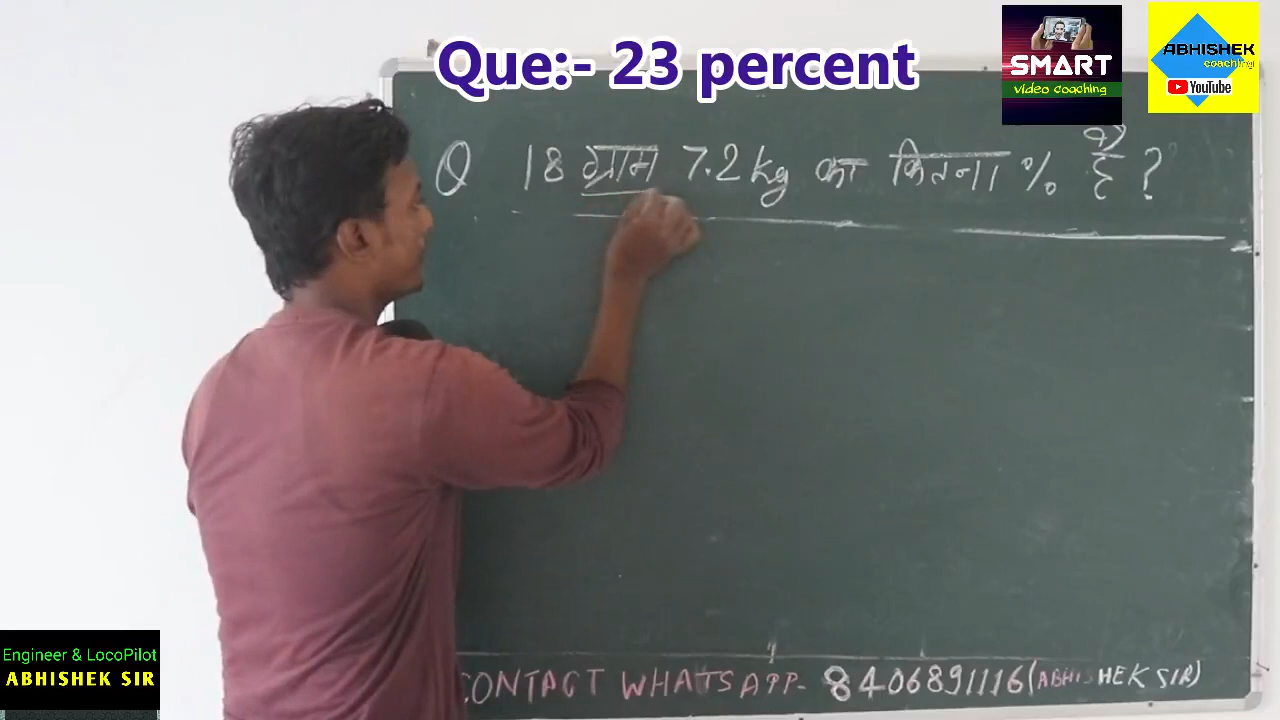 Que:- 23 percent
SMART
video coaching
ABHISHEK
coaching
YouTube
Q 18 ग्राम 7.2 kg का कितना % है ?
CONTACT WHATSAPP- 8406891116 (ABHISHEK SIR)
Engineer & LocoPilot
ABHISHEK SIR